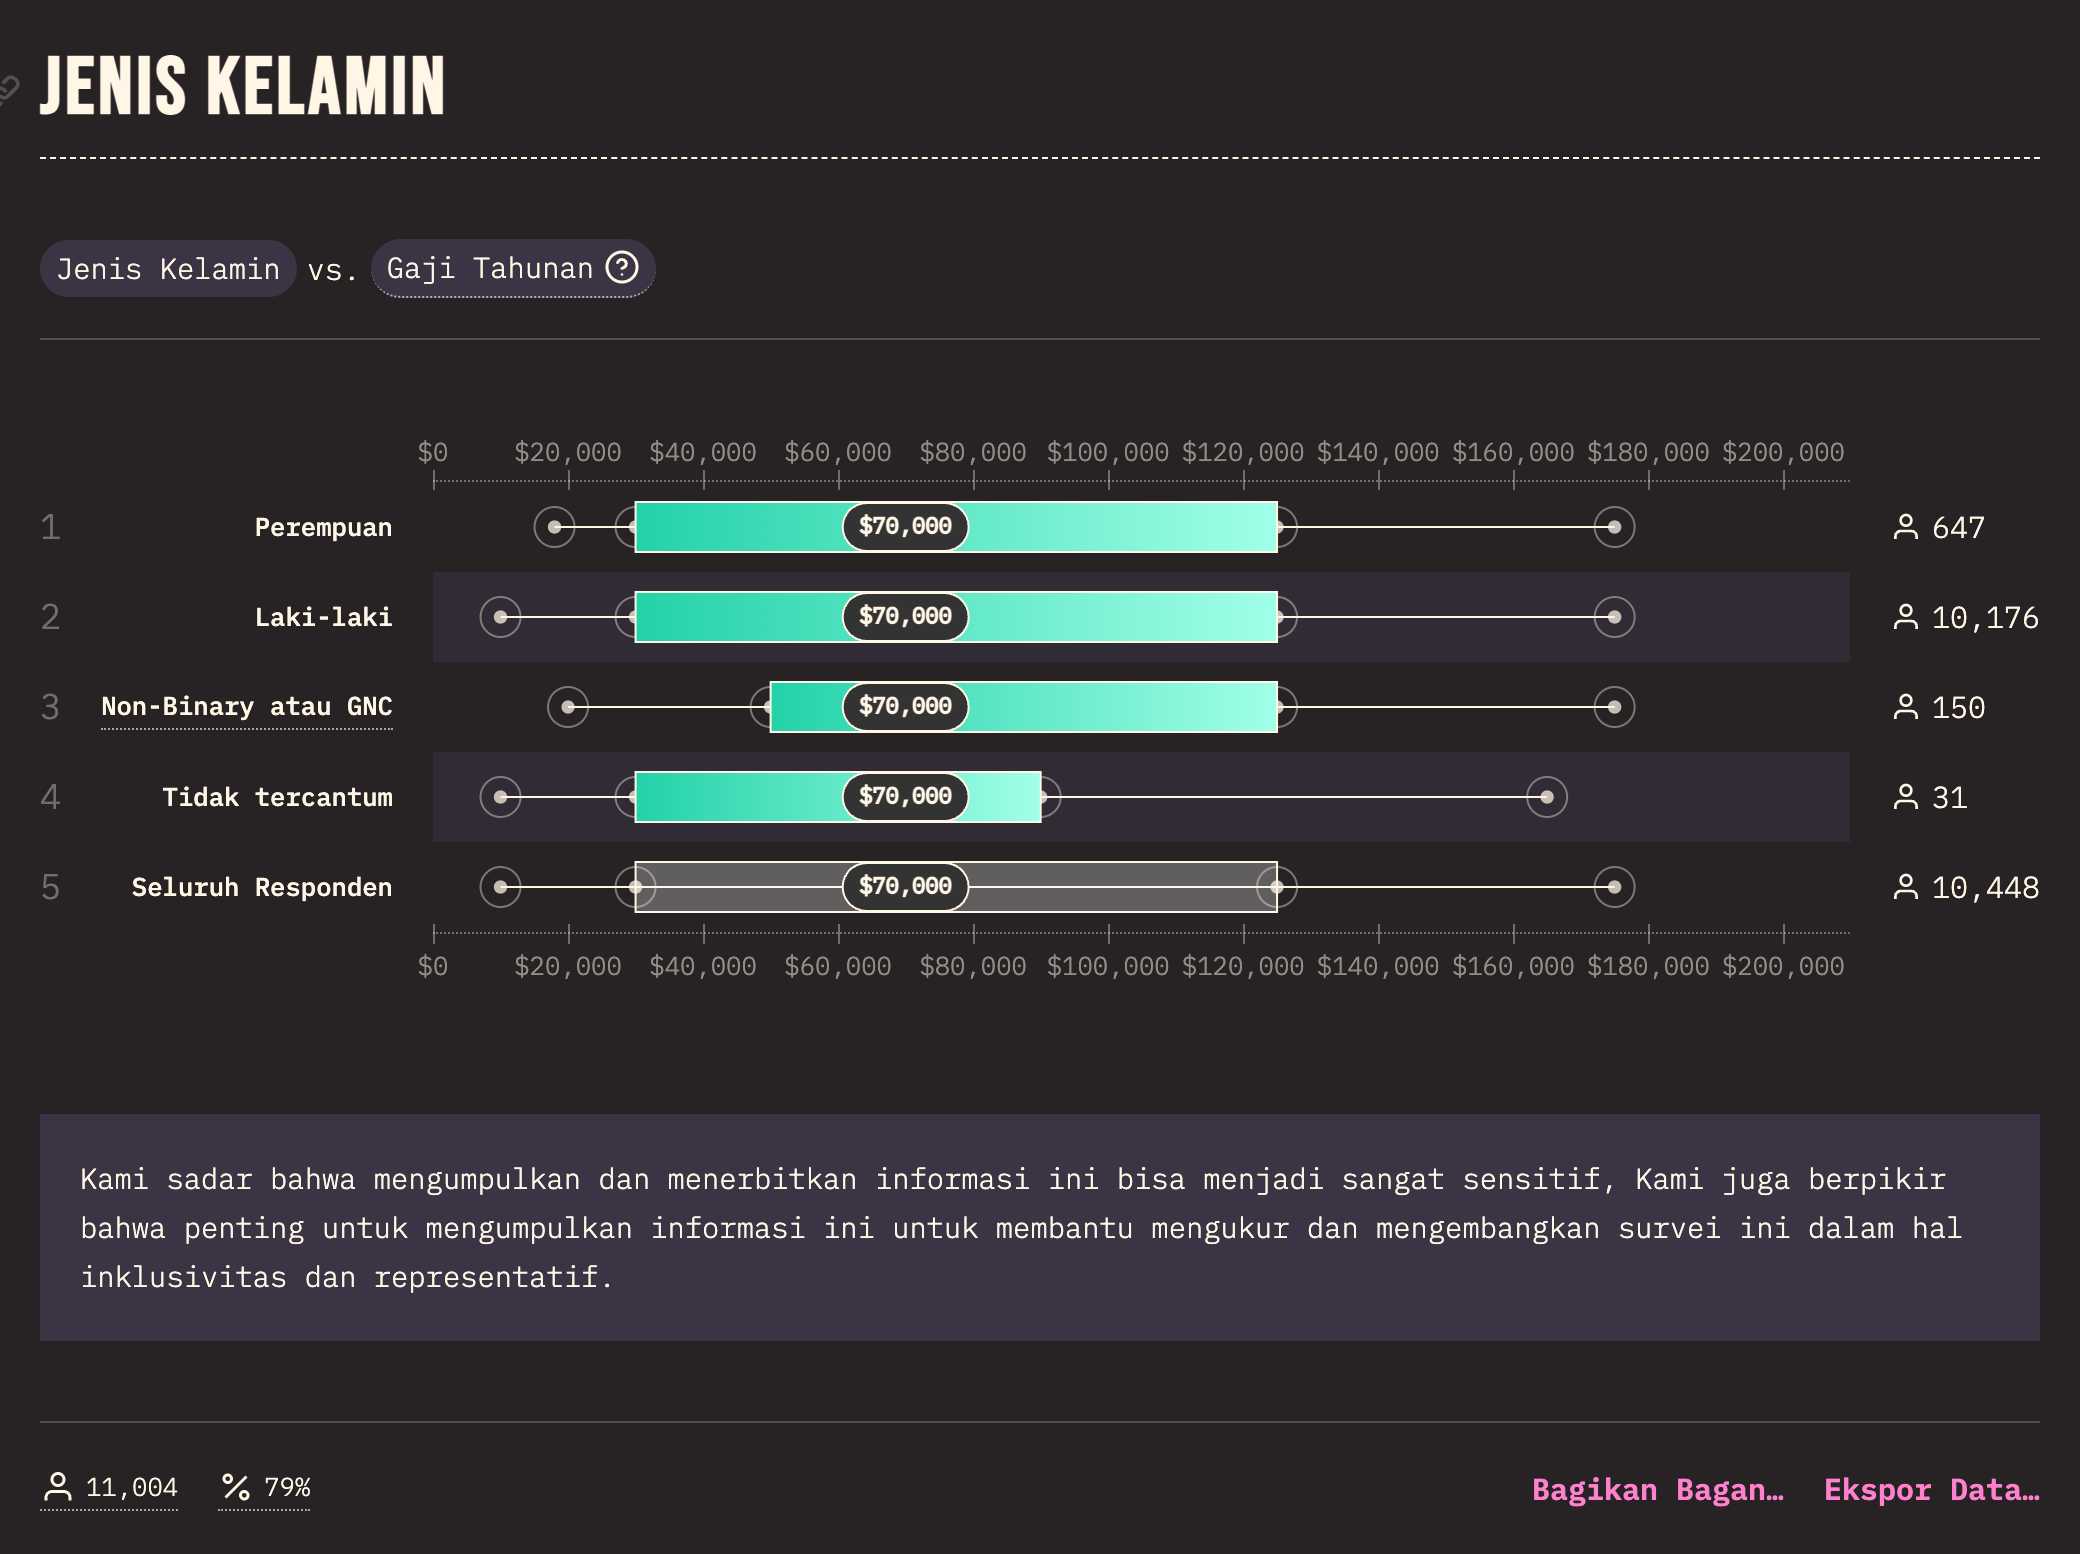 JENIS KELAMIN
Jenis Kelamin vs. Gaji Tahunan
$0 $20,000 $40,000 $60,000 $80,000 $100,000 $120,000 $140,000 $160,000 $180,000 $200,000
1 Perempuan $70,000 647
2 Laki-laki $70,000 10,176
3 Non-Binary atau GNC $70,000 150
4 Tidak tercantum $70,000 31
5 Seluruh Responden $70,000 10,448
$0 $20,000 $40,000 $60,000 $80,000 $100,000 $120,000 $140,000 $160,000 $180,000 $200,000
Kami sadar bahwa mengumpulkan dan menerbitkan informasi ini bisa menjadi sangat sensitif, Kami juga berpikir
bahwa penting untuk mengumpulkan informasi ini untuk membantu mengukur dan mengembangkan survei ini dalam hal
inklusivitas dan representatif.
11,004 79% Bagikan Bagan… Ekspor Data…